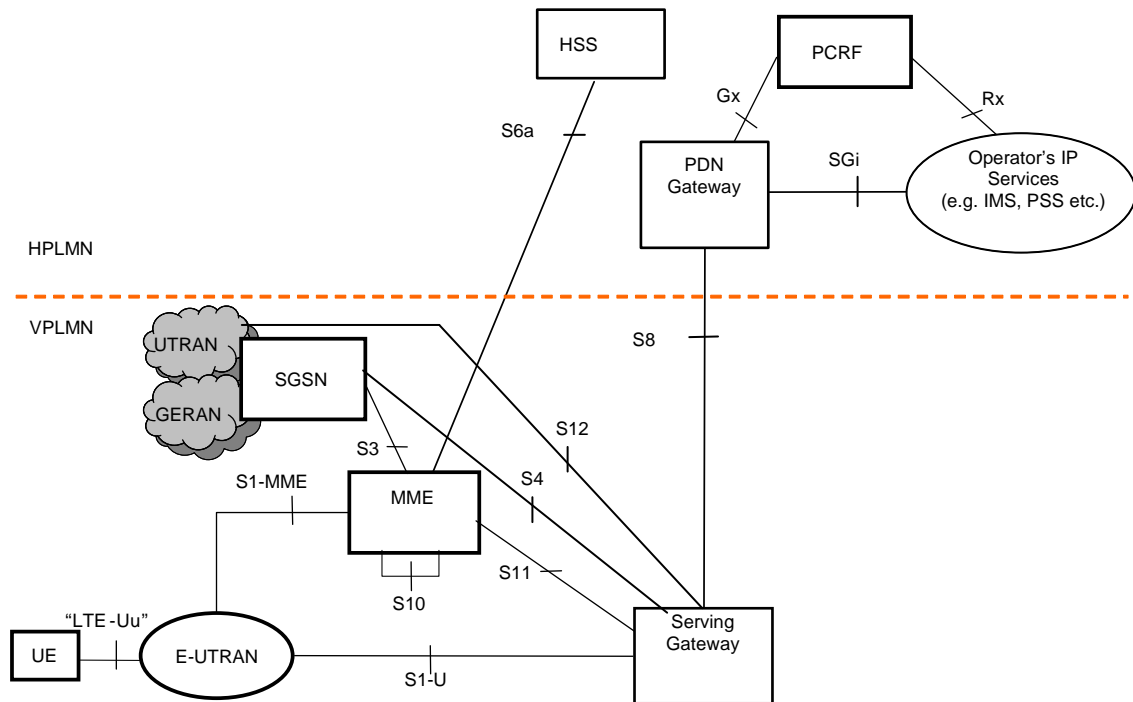 HSS
PCRF
Gx
Rx
S6a
PDN
Gateway
SGi
Operator's IP
Services
(e.g. IMS, PSS etc.)
HPLMN
VPLMN
UTRAN
S8
SGSN
GERAN
S12
S3
S4
S1-MME
MME
S11
S10
"LTE-Uu"
Serving
Gateway
UE
E-UTRAN
S1-U